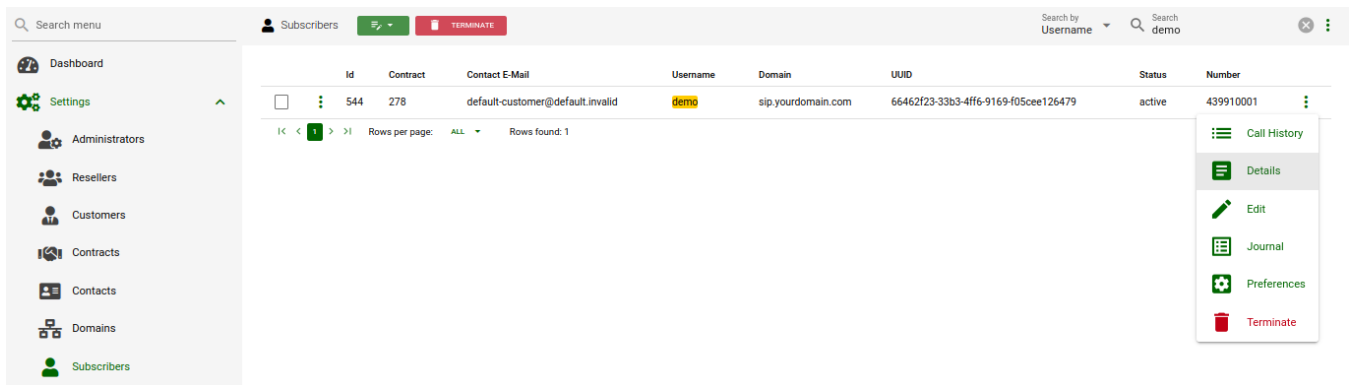 Search menu
Dashboard
Settings
Administrators
Resellers
Customers
Contracts
Contacts
Domains
Subscribers
Subscribers TERMINATE Search by Username Search demo
Id Contract Contact E-Mail Username Domain UUID Status Number
544 278 default-customer@default.invalid demo sip.yourdomain.com 66462f23-33b3-4ff6-9169-f05cee126479 active 439910001
1 Rows per page: ALL Rows found: 1
Call History
Details
Edit
Journal
Preferences
Terminate